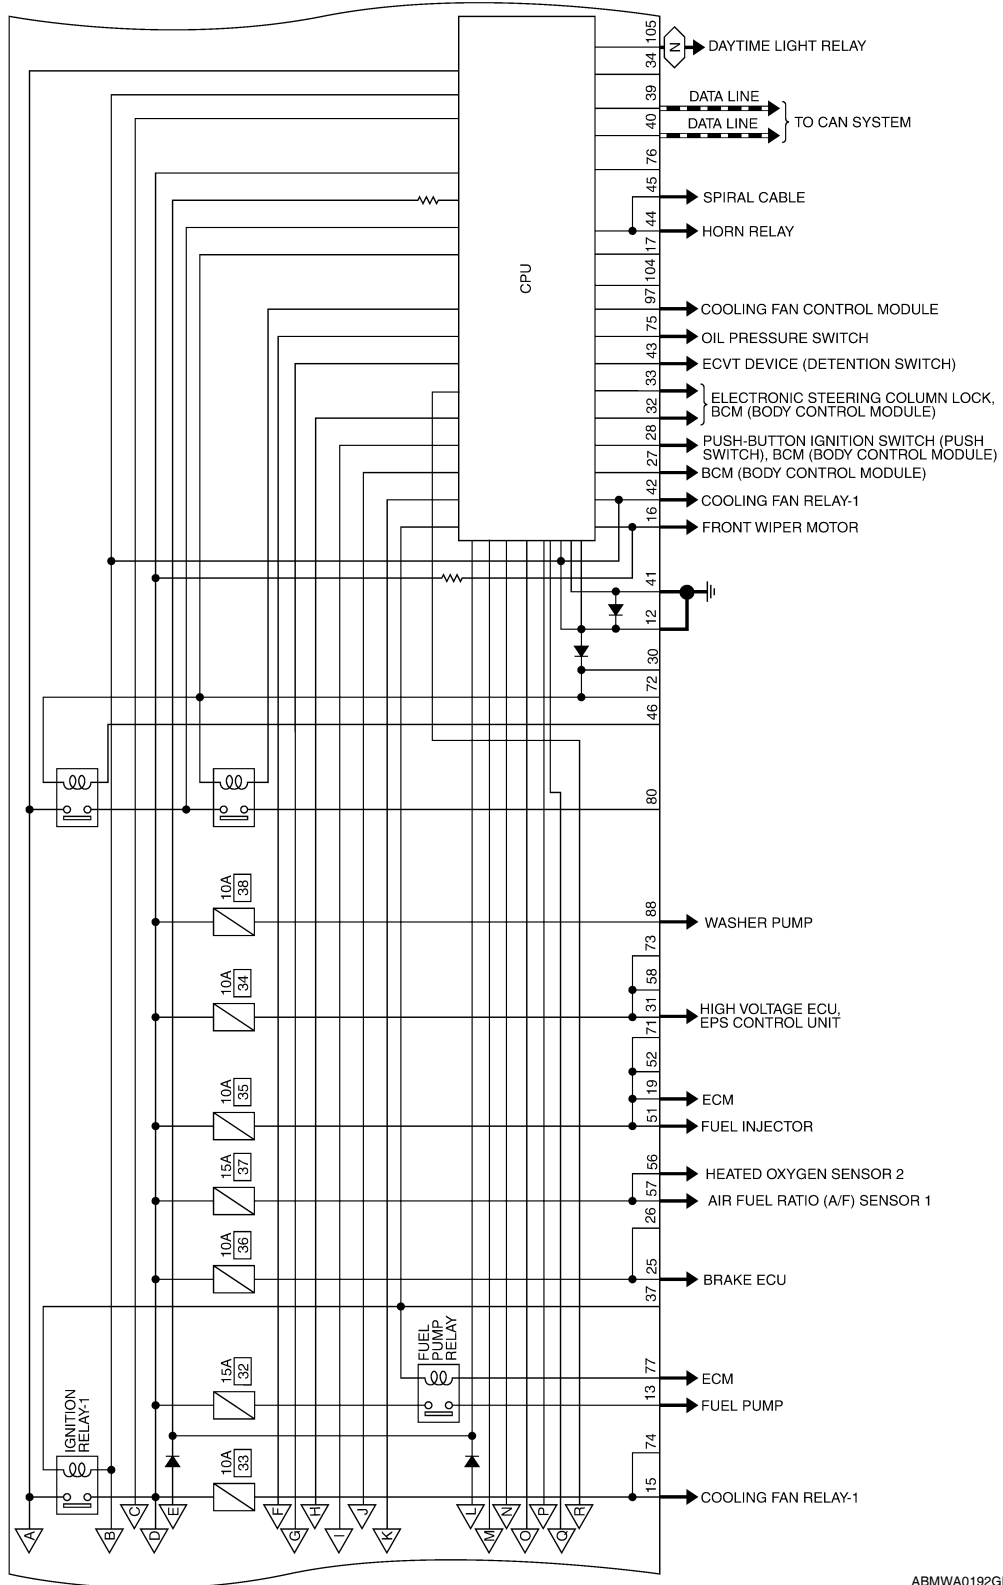 105
N
DAYTIME LIGHT RELAY
34
39
DATA LINE
40
DATA LINE
TO CAN SYSTEM
76
45
SPIRAL CABLE
44
HORN RELAY
17
104
CPU
97
COOLING FAN CONTROL MODULE
75
OIL PRESSURE SWITCH
43
ECVT DEVICE (DETENTION SWITCH)
33
ELECTRONIC STEERING COLUMN LOCK,
BCM (BODY CONTROL MODULE)
32
28
PUSH-BUTTON IGNITION SWITCH (PUSH
SWITCH), BCM (BODY CONTROL MODULE)
27
BCM (BODY CONTROL MODULE)
42
COOLING FAN RELAY-1
16
FRONT WIPER MOTOR
41
12
30
72
46
80
10A
38
88
WASHER PUMP
73
10A
34
58
31
HIGH VOLTAGE ECU,
EPS CONTROL UNIT
71
52
10A
35
19
ECM
51
FUEL INJECTOR
15A
37
56
HEATED OXYGEN SENSOR 2
57
AIR FUEL RATIO (A/F) SENSOR 1
26
10A
36
25
BRAKE ECU
37
FUEL
PUMP
RELAY
15A
32
77
ECM
13
FUEL PUMP
IGNITION
RELAY-1
10A
33
74
15
COOLING FAN RELAY-1
A
B
C
D
E
F
G
H
I
J
K
L
M
N
O
P
Q
R